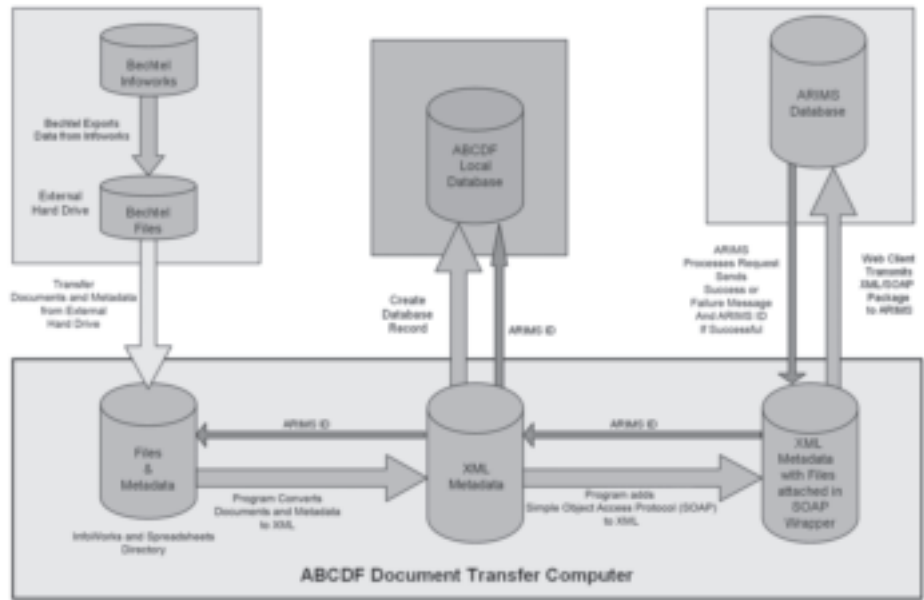 Bechtel
Infoworks
Bechtel Exports
Data from Infoworks
External
Hard Drive
Bechtel
Files
Transfer
Documents and Metadata
from External
Hard Drive
ABCDF
Local
Database
Create
Database
Record
ARIMS ID
ARIMS
Database
ARIMS
Processes Request
Sends
Success or
Failure Message
And ARIMS ID
If Successful
Web Client
Transmits
XML/SOAP
Package
to ARIMS
Files
&
Metadata
ARIMS ID
Program Converts
Documents and Metadata
to XML
InfoWorks and Spreadsheets
Directory
XML
Metadata
ARIMS ID
Program adds
Simple Object Access Protocol (SOAP)
to XML
XML
Metadata
with Files
attached in
SOAP
Wrapper
ABCDF Document Transfer Computer